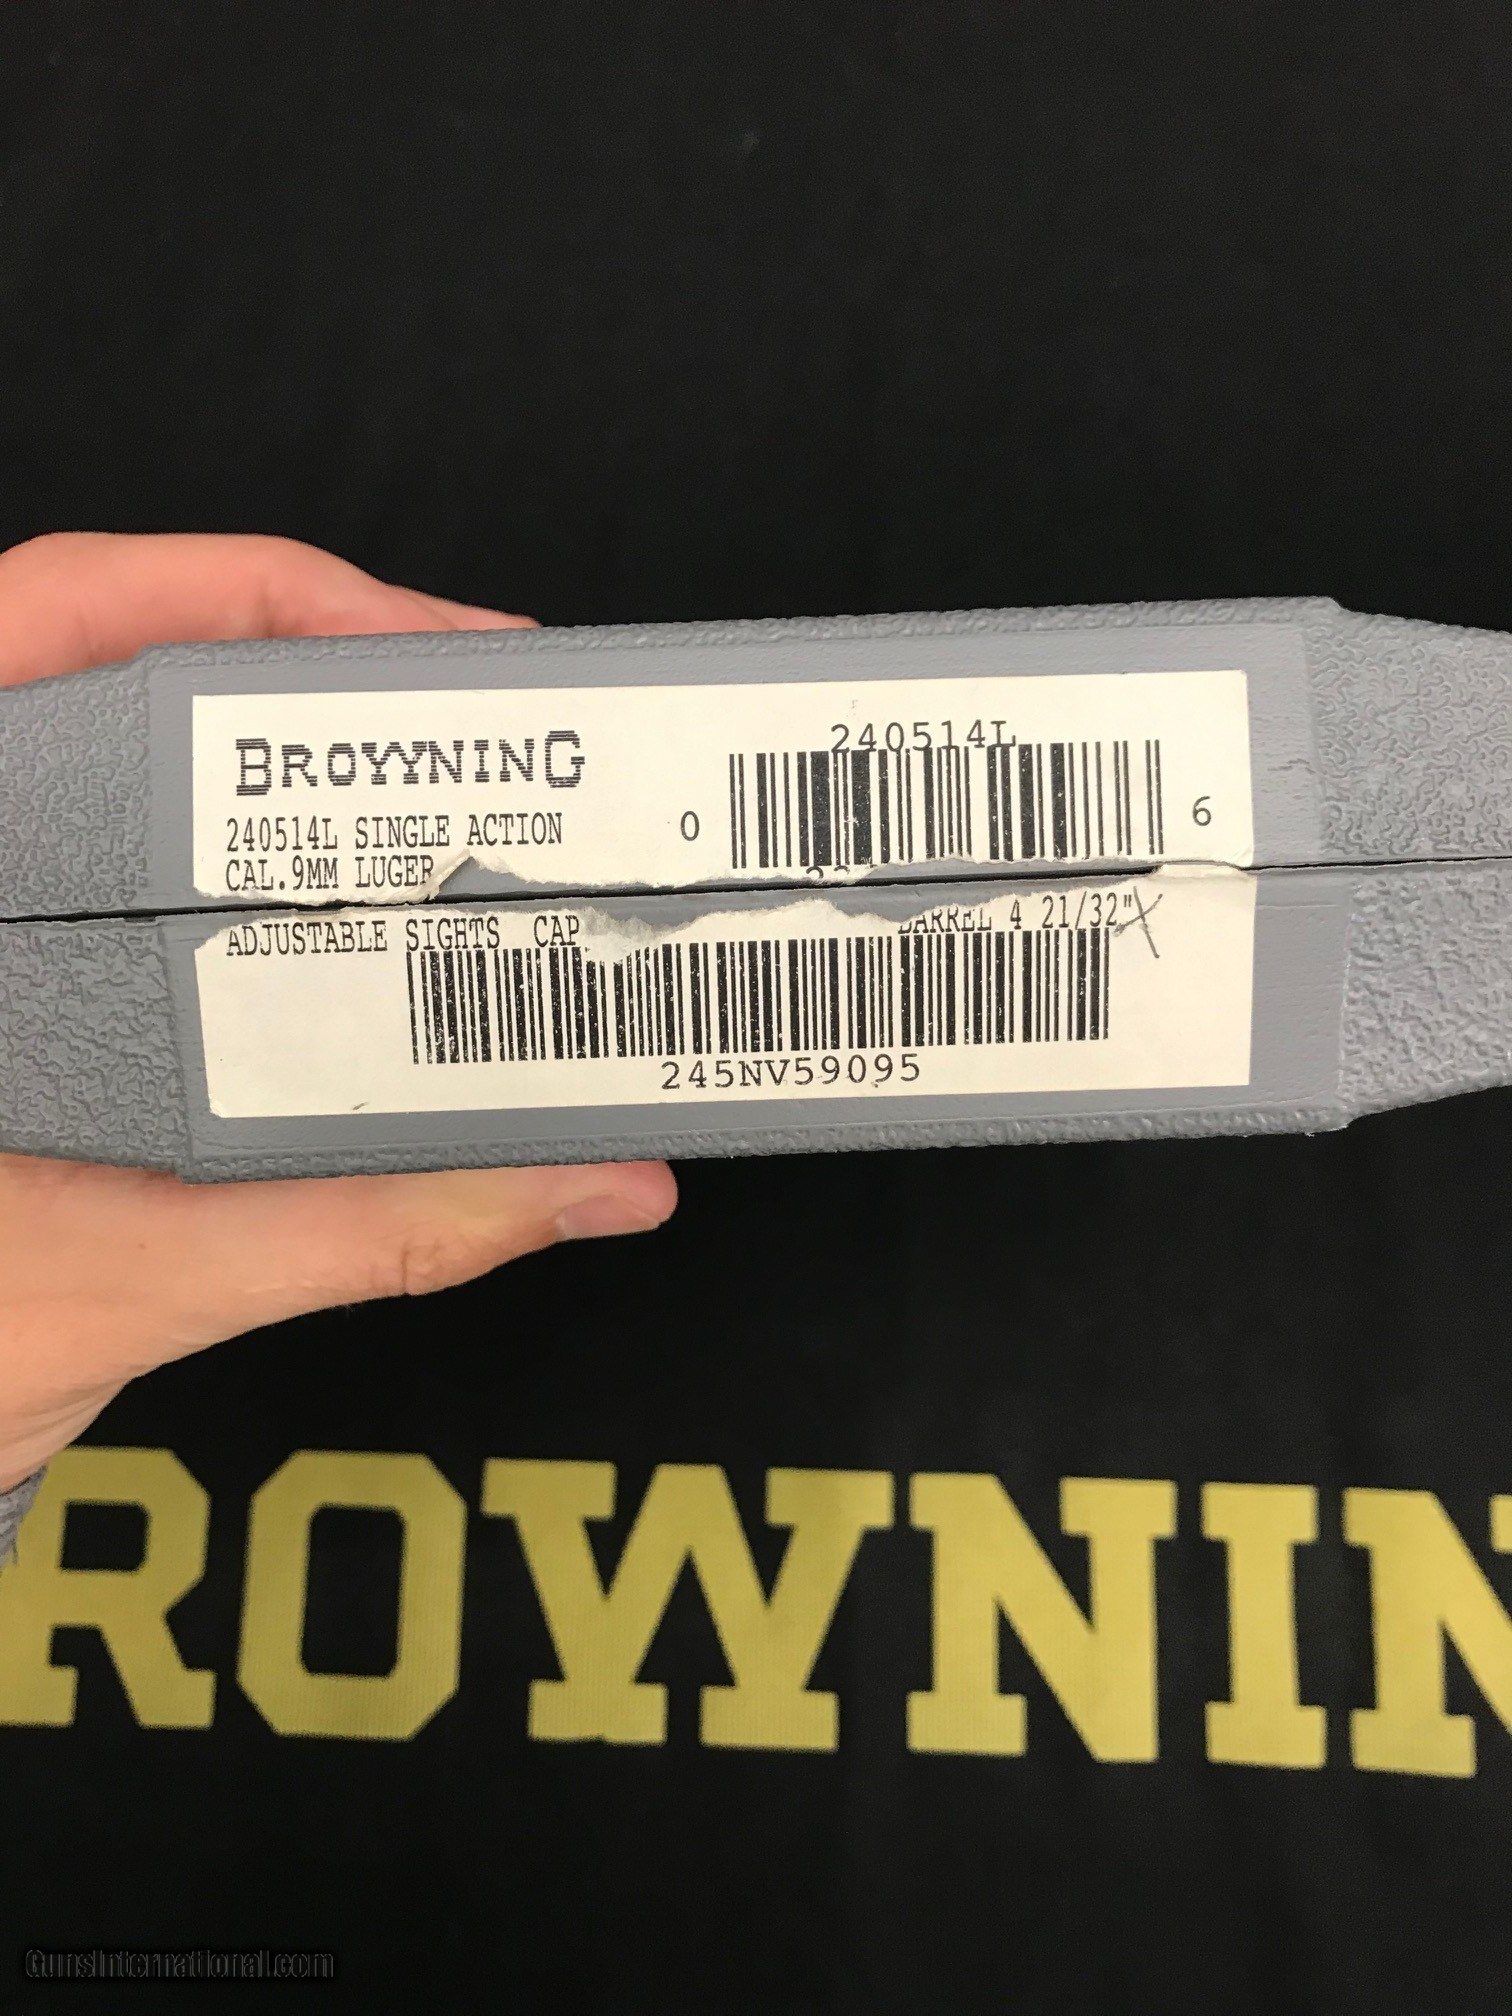 BROWNING
240514L
240514L SINGLE ACTION
0 6
CAL.9MM LUGER
ADJUSTABLE SIGHTS CAP BARREL 4 21/32"X
245NV59095
ROWNIN
GunsInternational.com